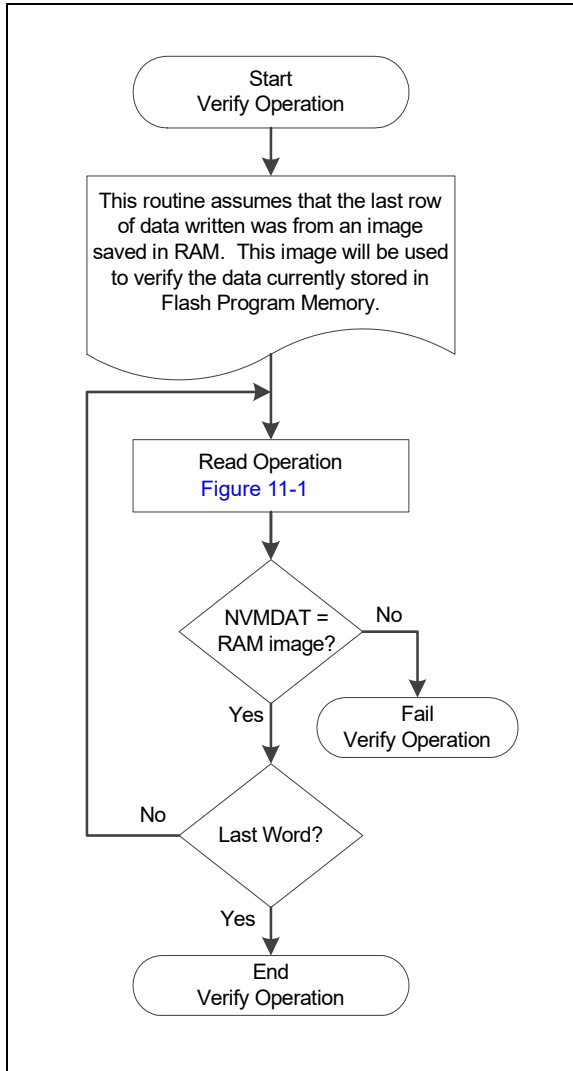 Start
Verify Operation
This routine assumes that the last row
of data written was from an image
saved in RAM.  This image will be used
to verify the data currently stored in
Flash Program Memory.
Read Operation
Figure 11-1
NVMDAT =
RAM image?
No
Fail
Verify Operation
Yes
Last Word?
No
Yes
End
Verify Operation